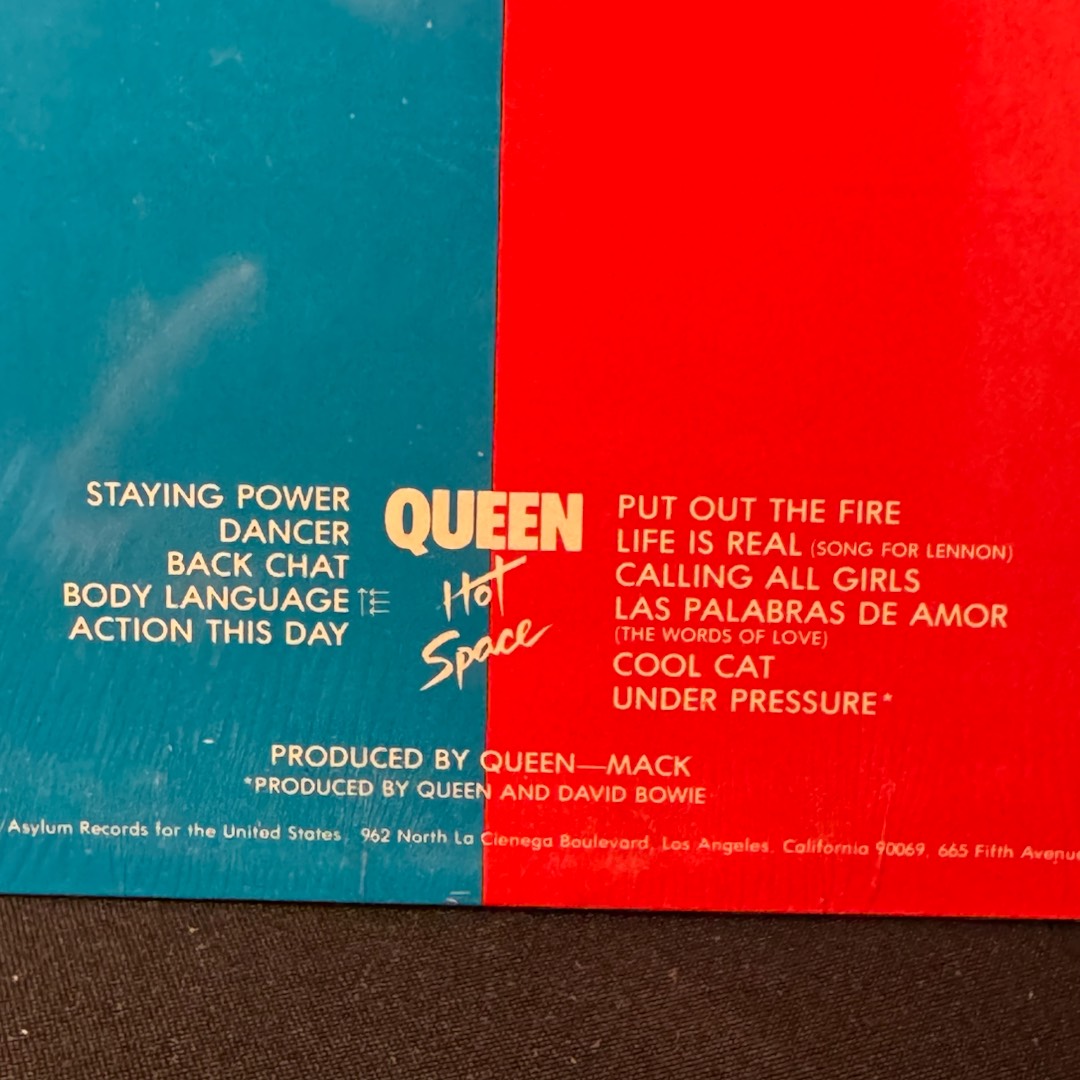 STAYING POWER
DANCER
BACK CHAT
BODY LANGUAGE
ACTION THIS DAY
QUEEN
Hot
Space
PUT OUT THE FIRE
LIFE IS REAL (SONG FOR LENNON)
CALLING ALL GIRLS
LAS PALABRAS DE AMOR
(THE WORDS OF LOVE)
COOL CAT
UNDER PRESSURE*
PRODUCED BY QUEEN—MACK
*PRODUCED BY QUEEN AND DAVID BOWIE
/Asylum Records for the United States, 962 North La Cienega Boulevard, Los Angeles, California 90069, 665 Fifth Avenue